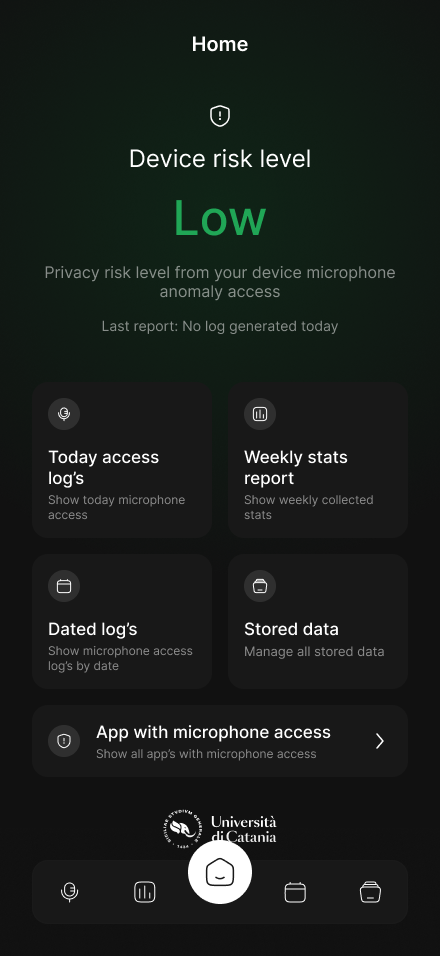 Home
Device risk level
Low
Privacy risk level from your device microphone
anomaly access
Last report: No log generated today
Today access
log’s
Show today microphone
access
Weekly stats
report
Show weekly collected
stats
Dated log’s
Show microphone access
log’s by date
Stored data
Manage all stored data
App with microphone access
Show all app’s with microphone access
Università
di Catania